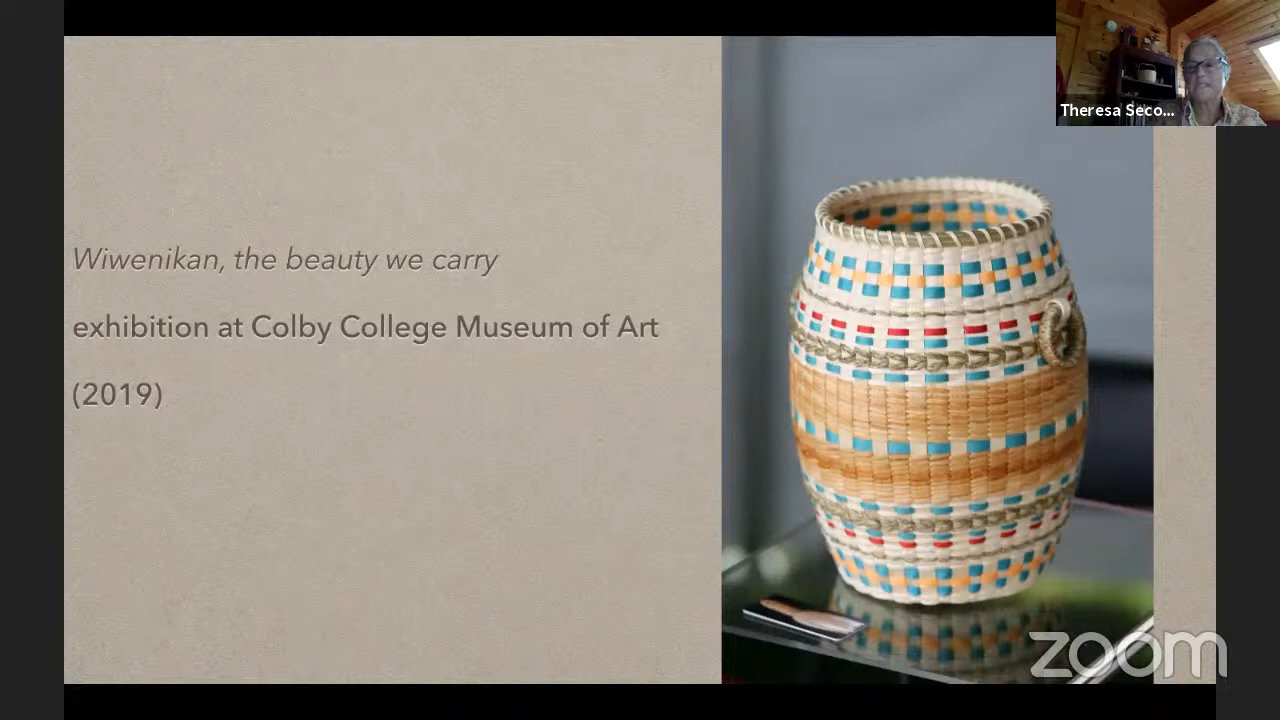 Theresa Seco...
Wiwenikan, the beauty we carry
exhibition at Colby College Museum of Art
(2019)
zoom